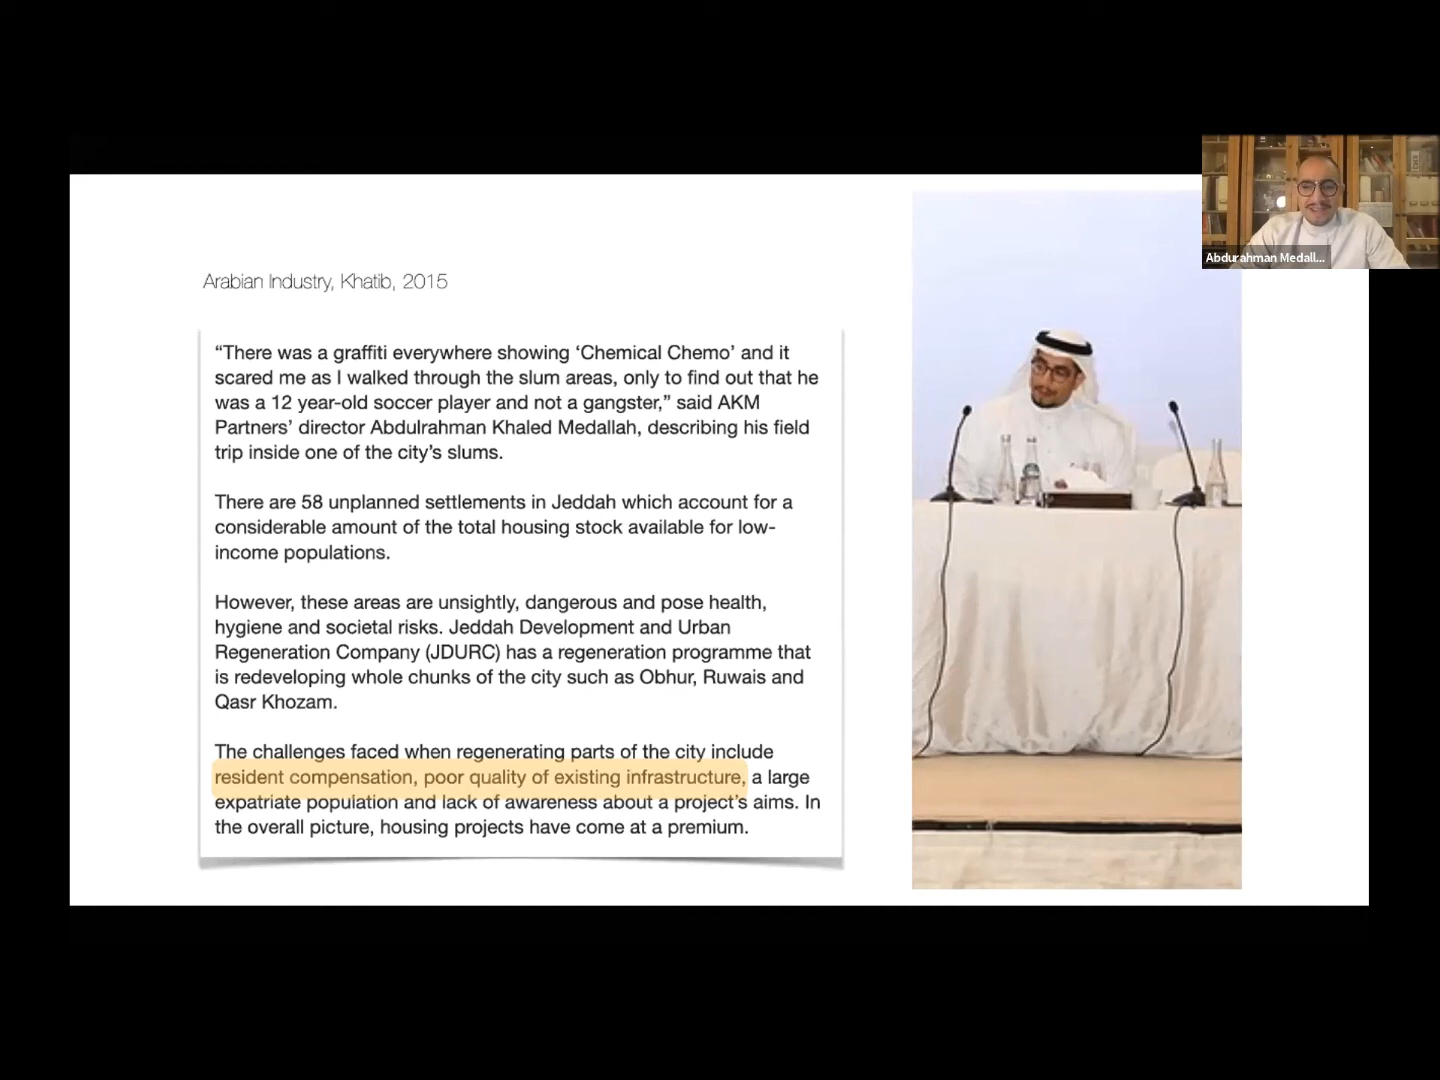 Abdurahman Medall...
Arabian Industry, Khatib, 2015
“There was a graffiti everywhere showing ‘Chemical Chemo’ and it
scared me as I walked through the slum areas, only to find out that he
was a 12 year-old soccer player and not a gangster,” said AKM
Partners’ director Abdulrahman Khaled Medallah, describing his field
trip inside one of the city’s slums.
There are 58 unplanned settlements in Jeddah which account for a
considerable amount of the total housing stock available for low-
income populations.
However, these areas are unsightly, dangerous and pose health,
hygiene and societal risks. Jeddah Development and Urban
Regeneration Company (JDURC) has a regeneration programme that
is redeveloping whole chunks of the city such as Obhur, Ruwais and
Qasr Khozam.
The challenges faced when regenerating parts of the city include
resident compensation, poor quality of existing infrastructure, a large
expatriate population and lack of awareness about a project’s aims. In
the overall picture, housing projects have come at a premium.